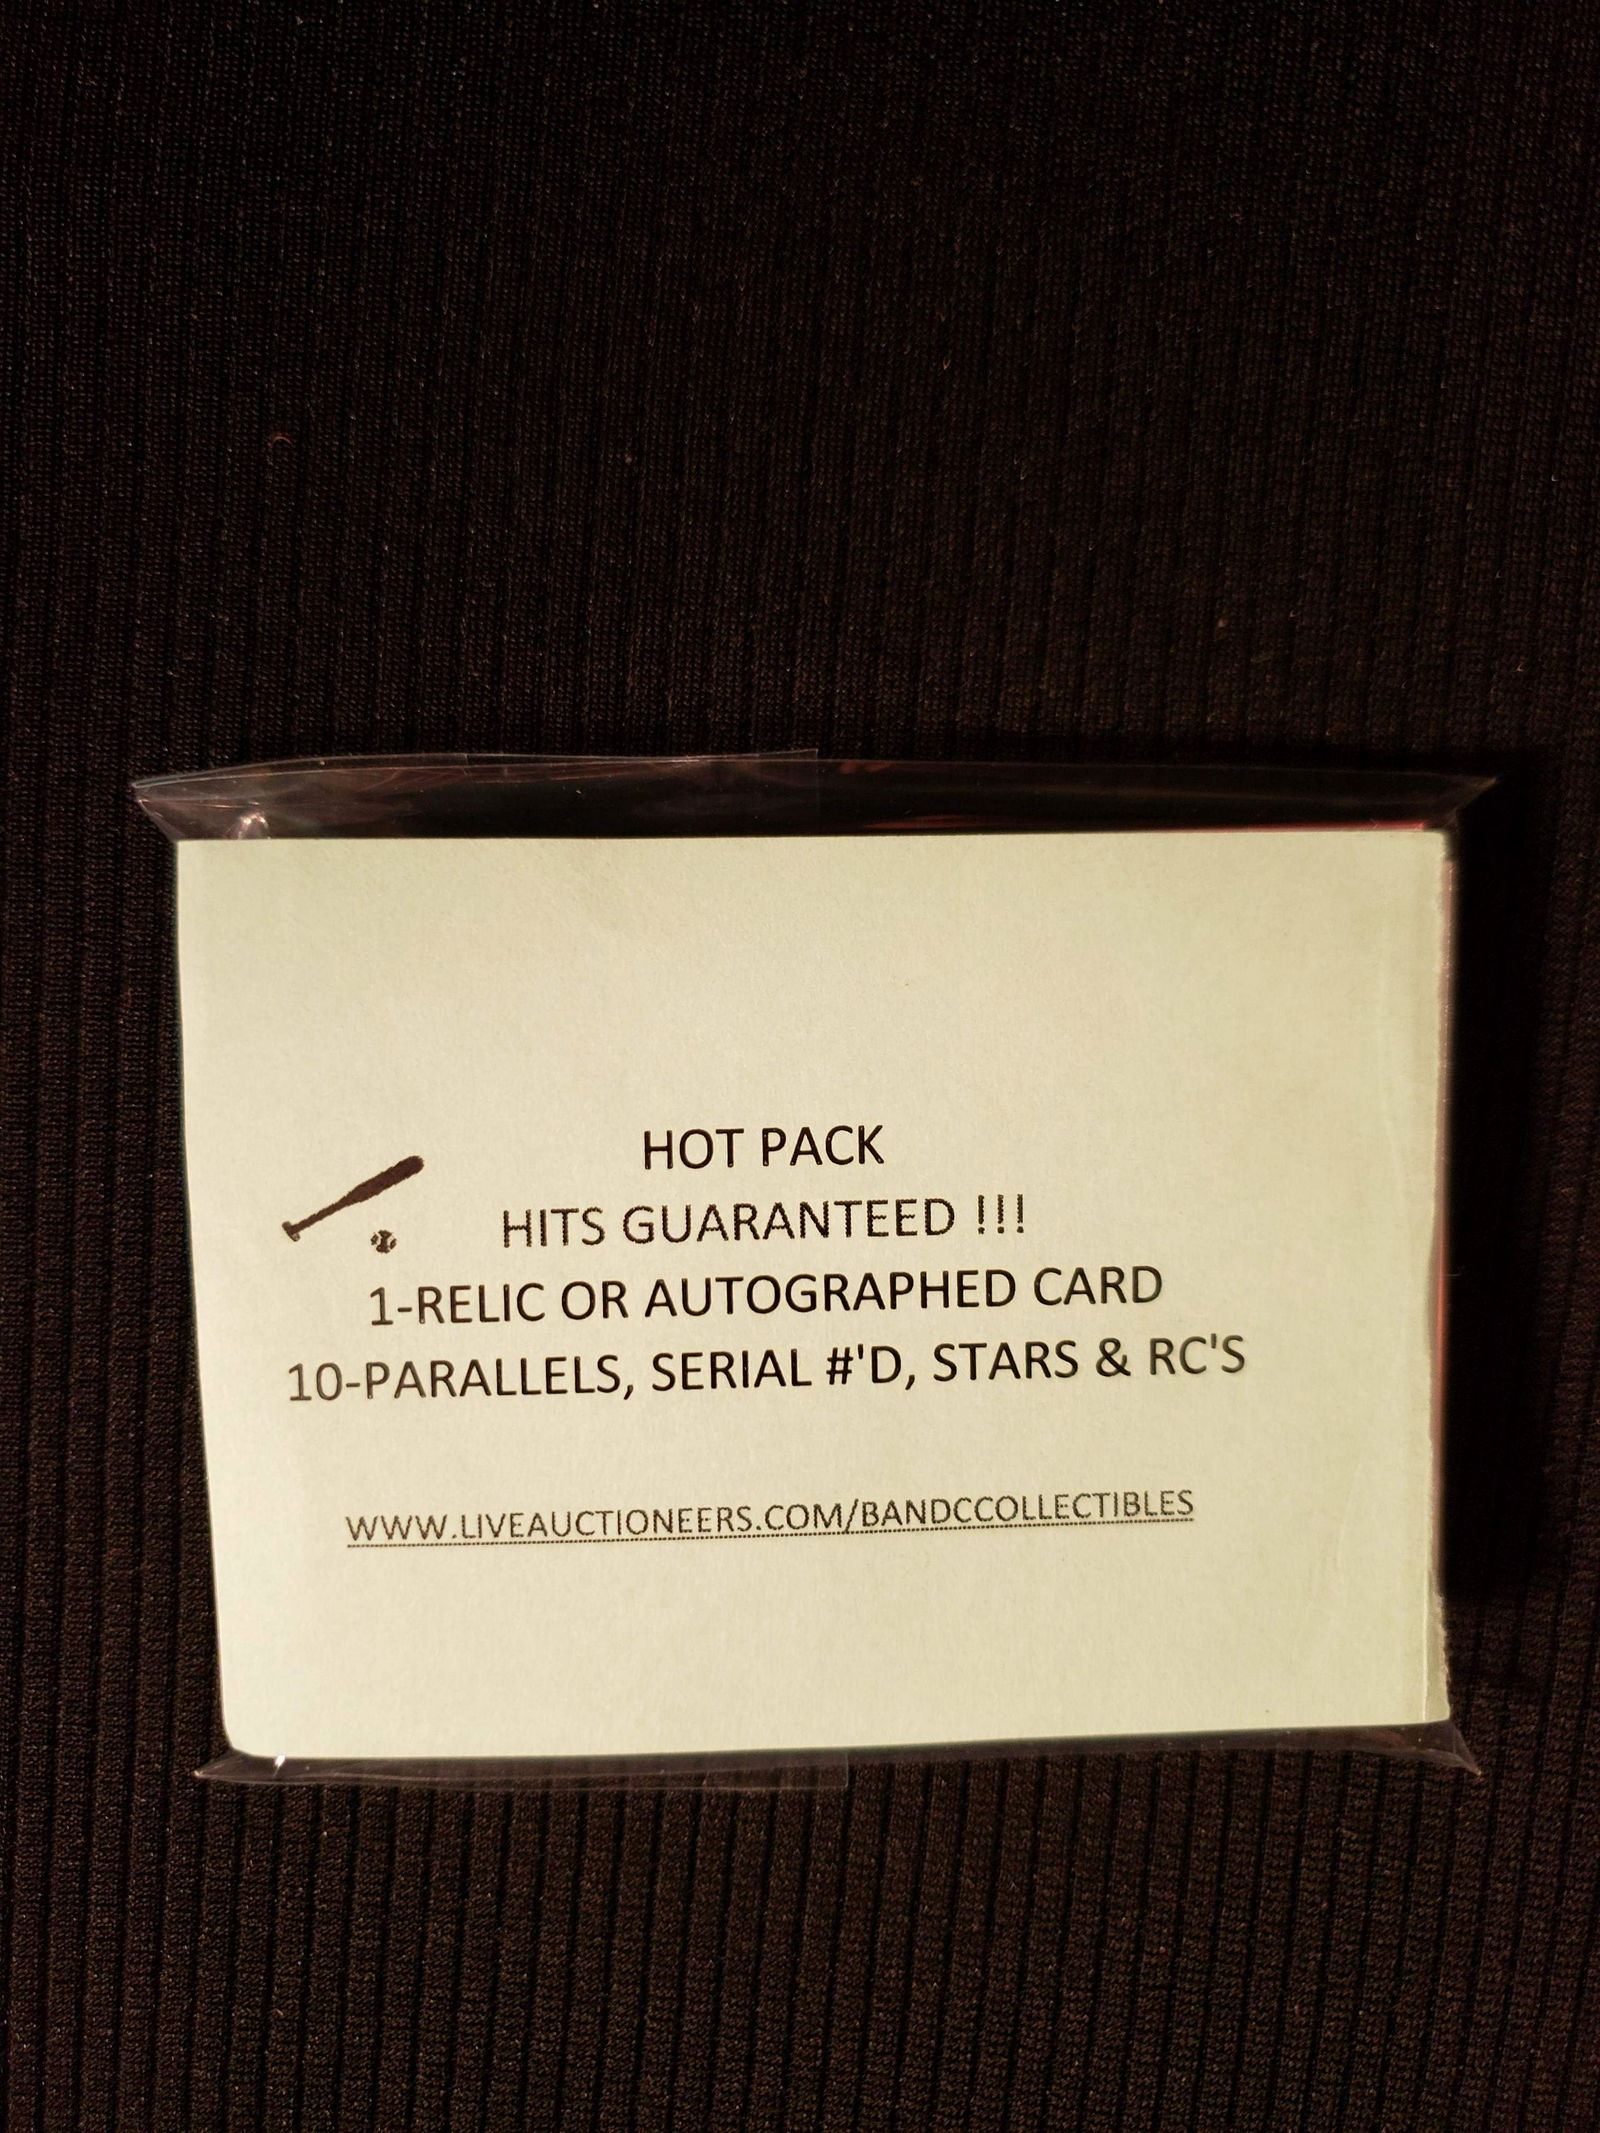 HOT PACK
HITS GUARANTEED !!!
1-RELIC OR AUTOGRAPHED CARD
10-PARALLELS, SERIAL #'D, STARS & RC'S
WWW.LIVEAUCTIONEERS.COM/BANDCCOLLECTIBLES